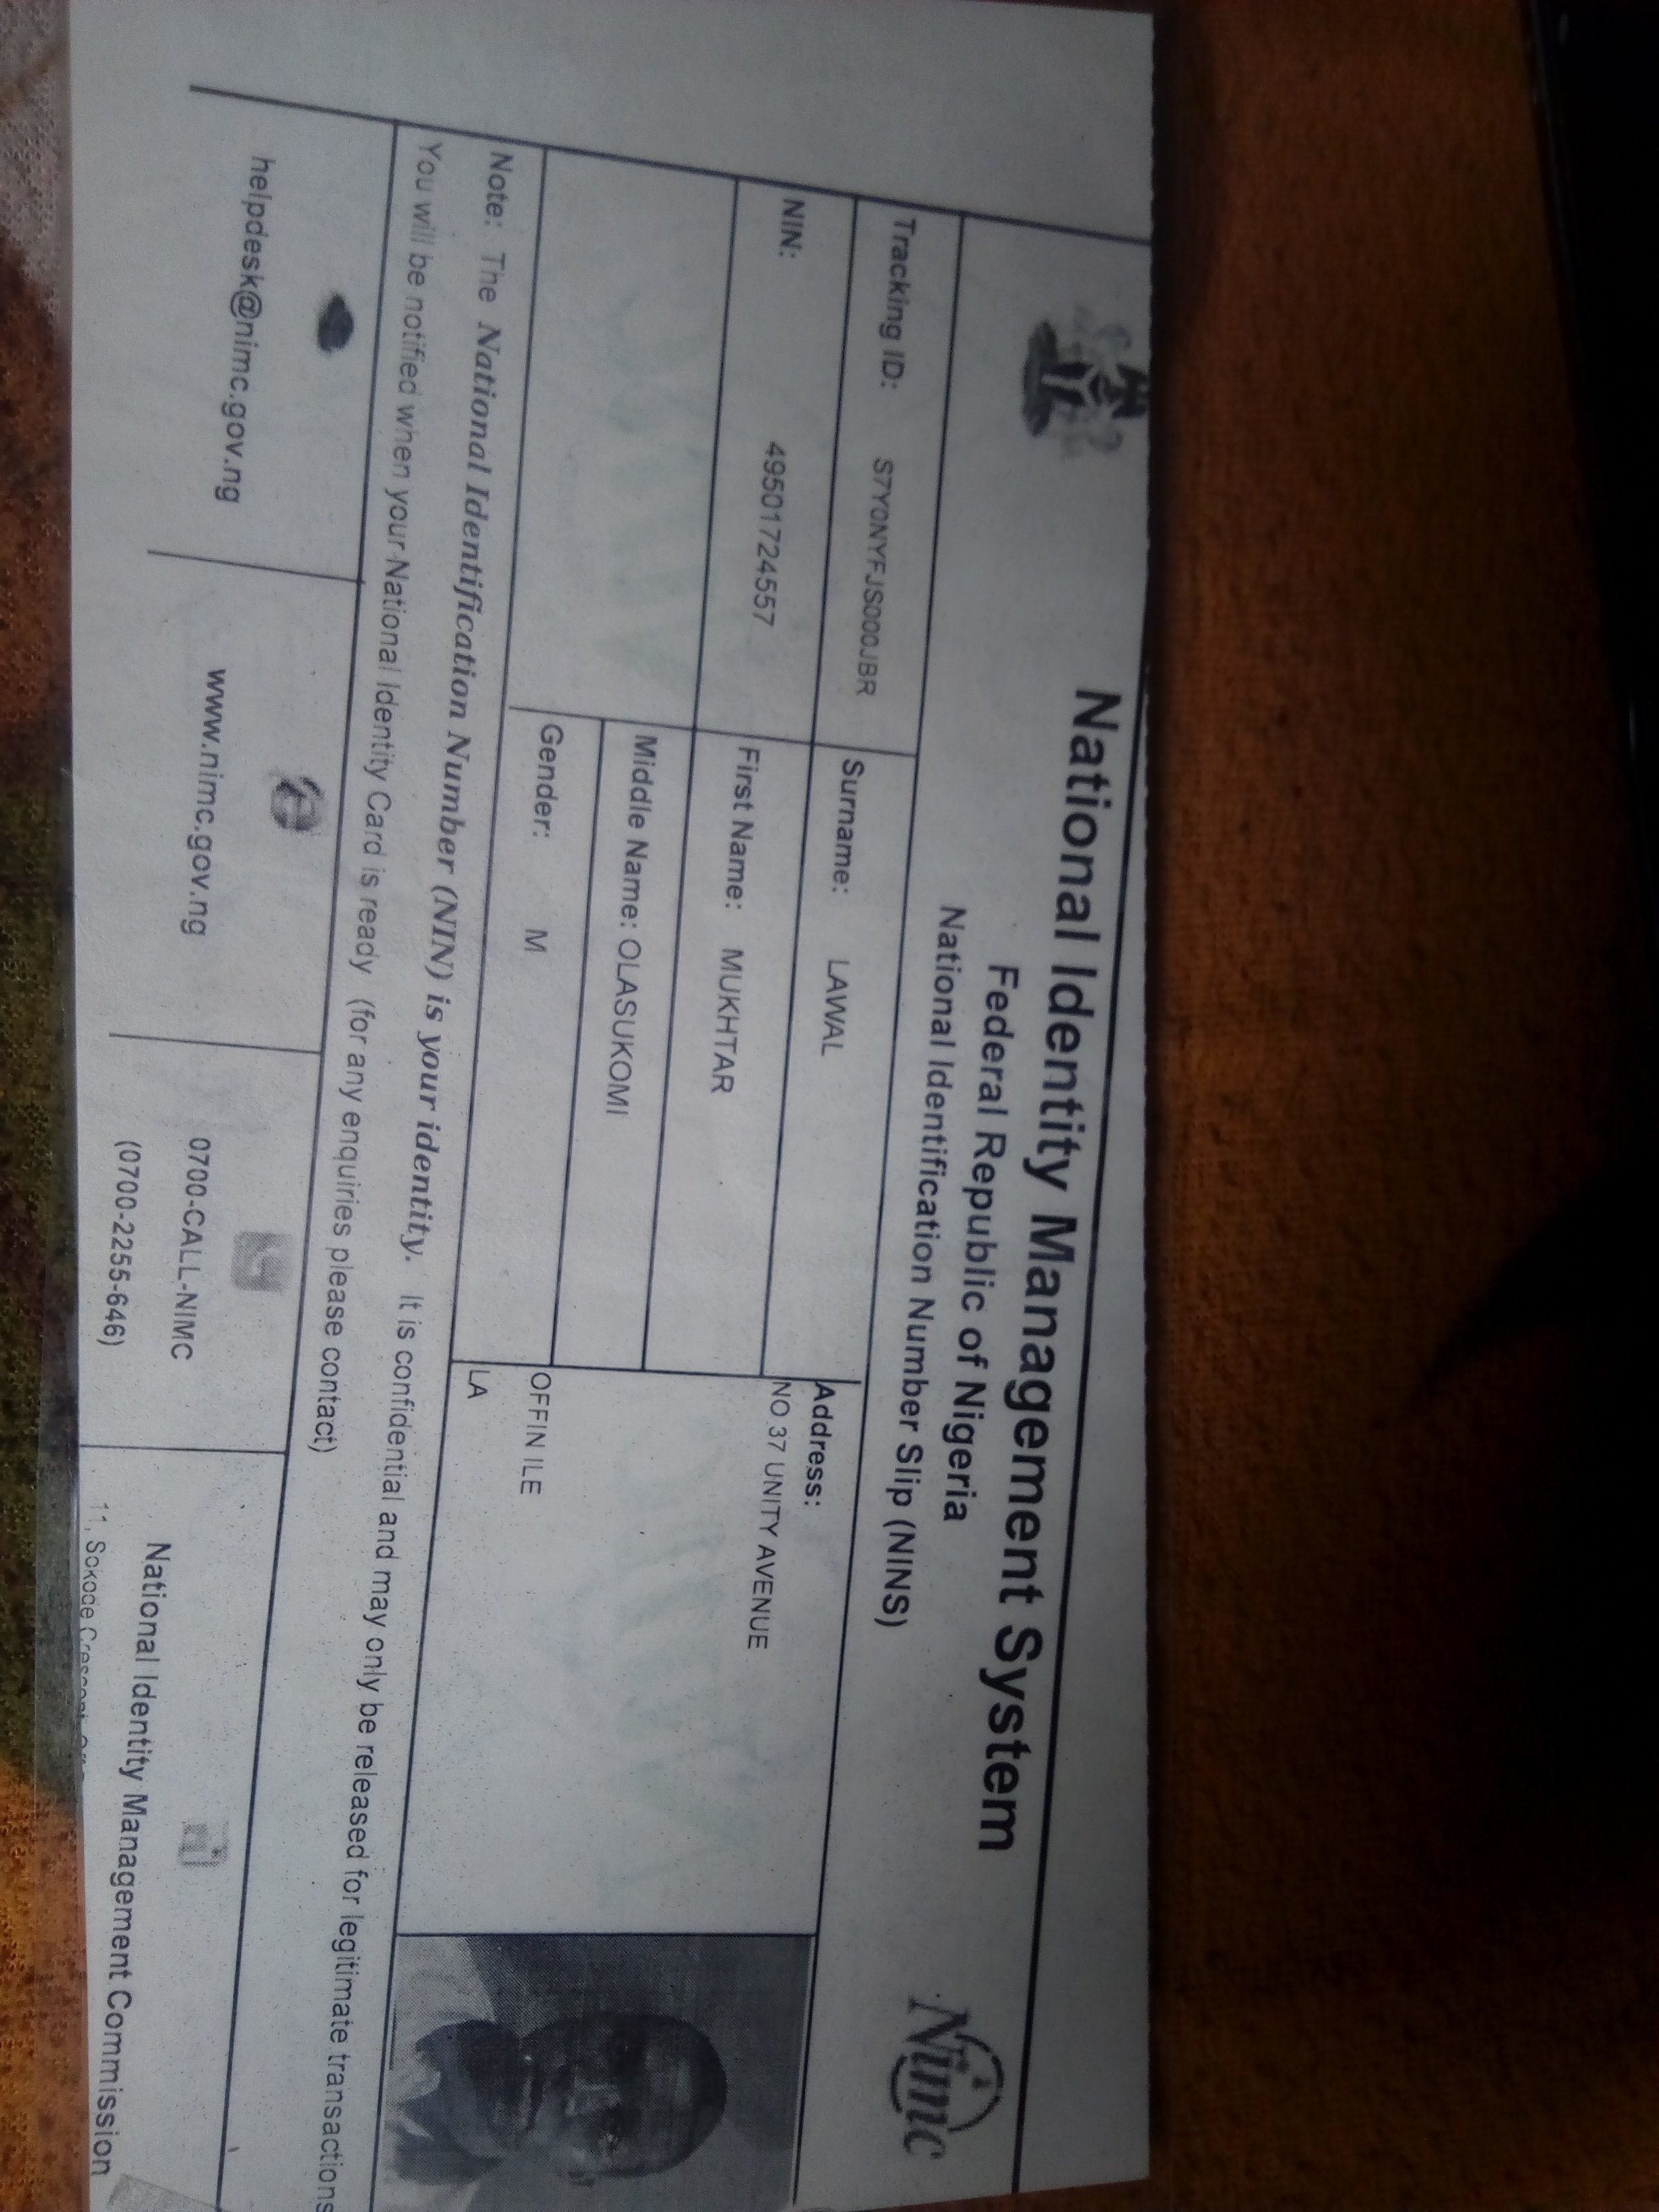 National Identity Management System
Federal Republic of Nigeria
National Identification Number Slip (NINS)
Nimc
Tracking ID: S7Y0NYFJS000JBR
Surname: LAWAL
Address:
NO 37 UNITY AVENUE
NIN: 49501724557
First Name: MUKHTAR
Middle Name: OLASUKOMI
Gender: M
OFFIN ILE
LA
Note: The National Identification Number (NIN) is your identity. It is confidential and may only be released for legitimate transactions
You will be notified when your National Identity Card is ready (for any enquiries please contact)
helpdesk@nimc.gov.ng
www.nimc.gov.ng
0700-CALL-NIMC
(0700-2255-646)
National Identity Management Commission
11, Sokode Crescent,